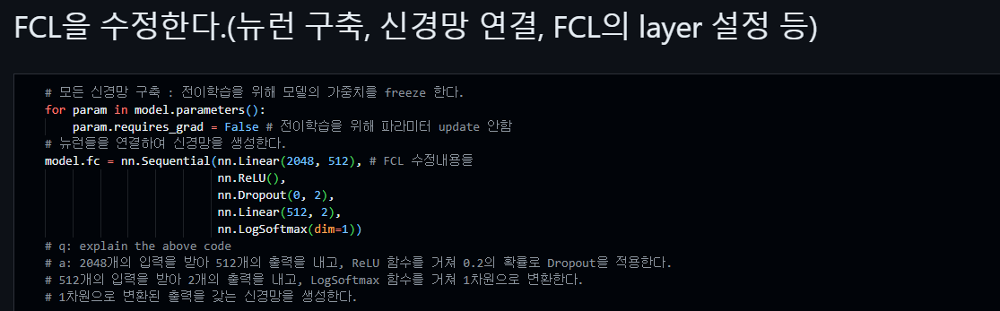 FCL을 수정한다.(뉴런 구축, 신경망 연결, FCL의 layer 설정 등)
# 모든 신경망 구축 : 전이학습을 위해 모델의 가중치를 freeze 한다.
for param in model.parameters():
    param.requires_grad = False # 전이학습을 위해 파라미터 update 안함
# 뉴런들을 연결하여 신경망을 생성한다.
model.fc = nn.Sequential(nn.Linear(2048, 512), # FCL 수정내용들
                         nn.ReLU(),
                         nn.Dropout(0, 2),
                         nn.Linear(512, 2),
                         nn.LogSoftmax(dim=1))
# q: explain the above code
# a: 2048개의 입력을 받아 512개의 출력을 내고, ReLU 함수를 거쳐 0.2의 확률로 Dropout을 적용한다.
# 512개의 입력을 받아 2개의 출력을 내고, LogSoftmax 함수를 거쳐 1차원으로 변환한다.
# 1차원으로 변환된 출력을 갖는 신경망을 생성한다.